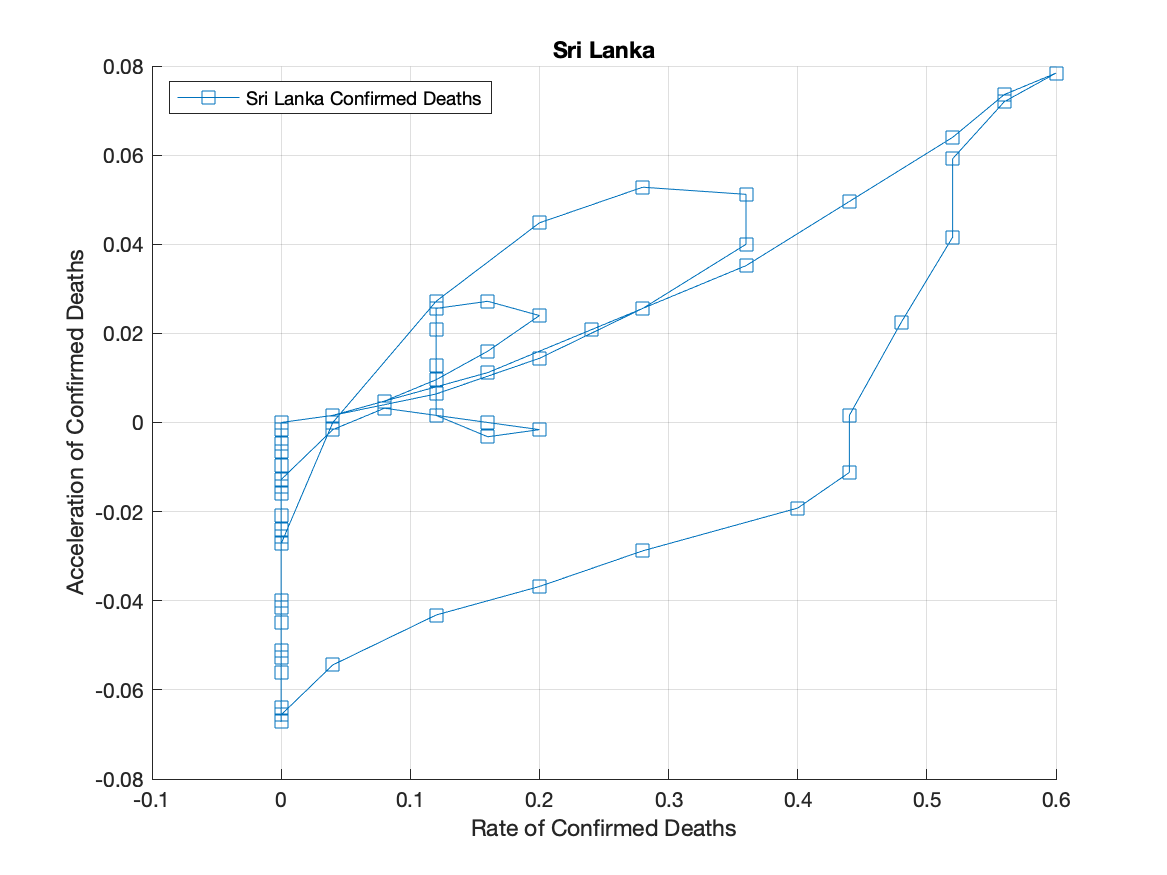 Sri Lanka
Sri Lanka Confirmed Deaths
0.08
0.06
0.04
0.02
0
-0.02
-0.04
-0.06
-0.08
Acceleration of Confirmed Deaths
-0.1 0 0.1 0.2 0.3 0.4 0.5 0.6
Rate of Confirmed Deaths